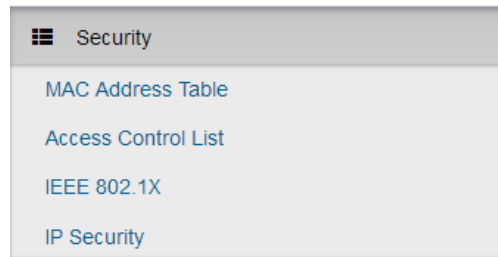 Security
MAC Address Table
Access Control List
IEEE 802.1X
IP Security